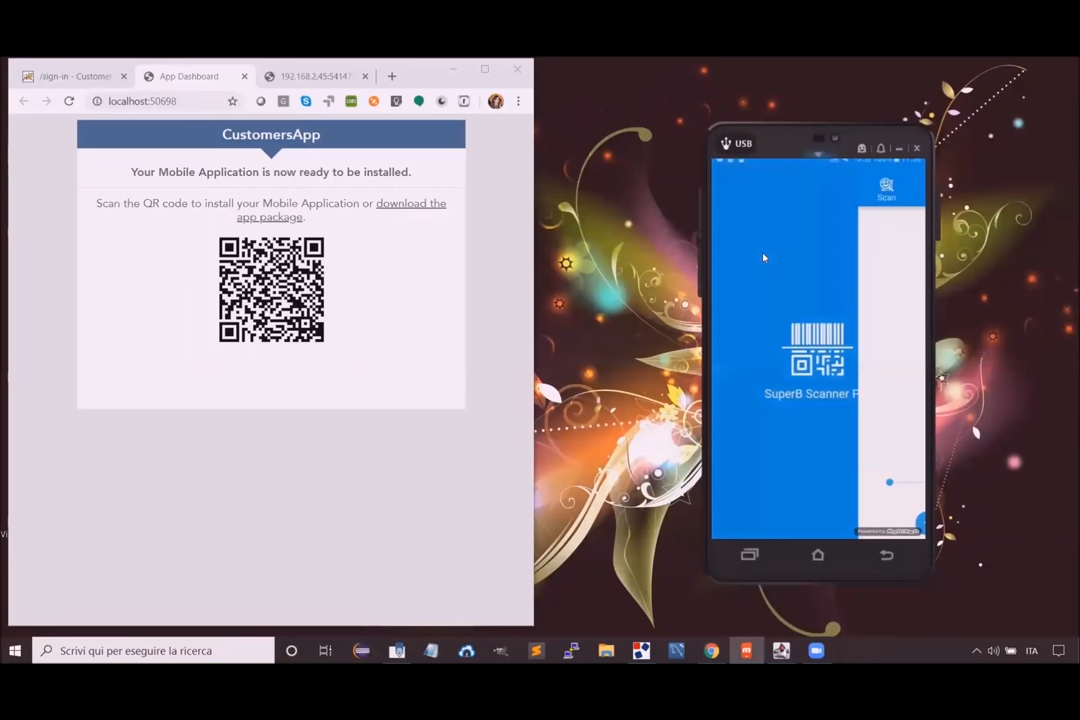 /sign-in - Custome
App Dashboard
192.168.2.45:5414
localhost:50698
CustomersApp
Your Mobile Application is now ready to be installed.
Scan the QR code to install your Mobile Application or download the
app package.
USB
Scan
SuperB Scanner P
Scrivi qui per eseguire la ricerca
ITA